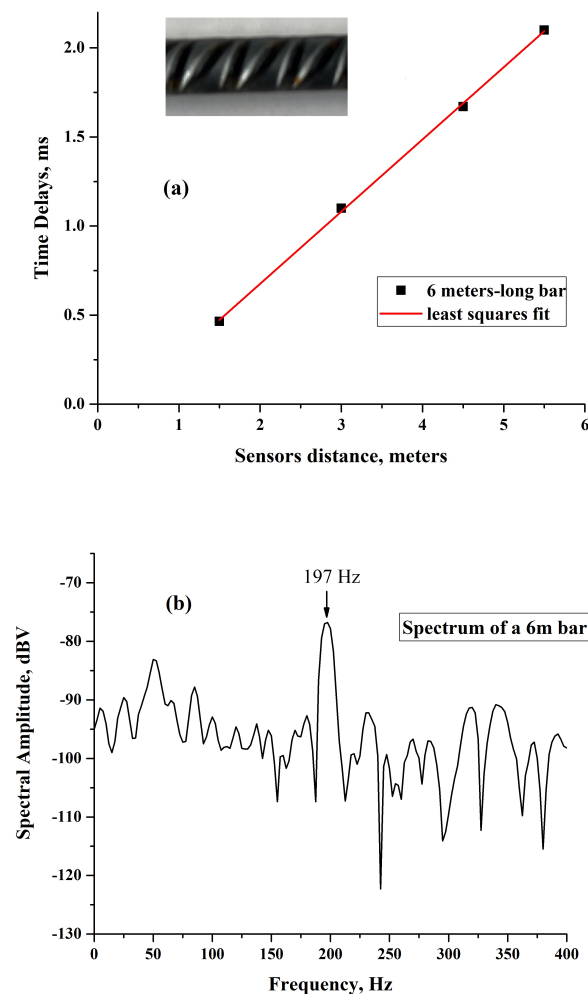 2.0
1.5
1.0
0.5
0.0
Time Delays, ms
(a)
6 meters-long bar
least squares fit
0 1 2 3 4 5 6
Sensors distance, meters
197 Hz
-70
-80
-90
-100
-110
-120
-130
Spectral Amplitude, dBV
(b)
Spectrum of a 6m bar
0 50 100 150 200 250 300 350 400
Frequency, Hz